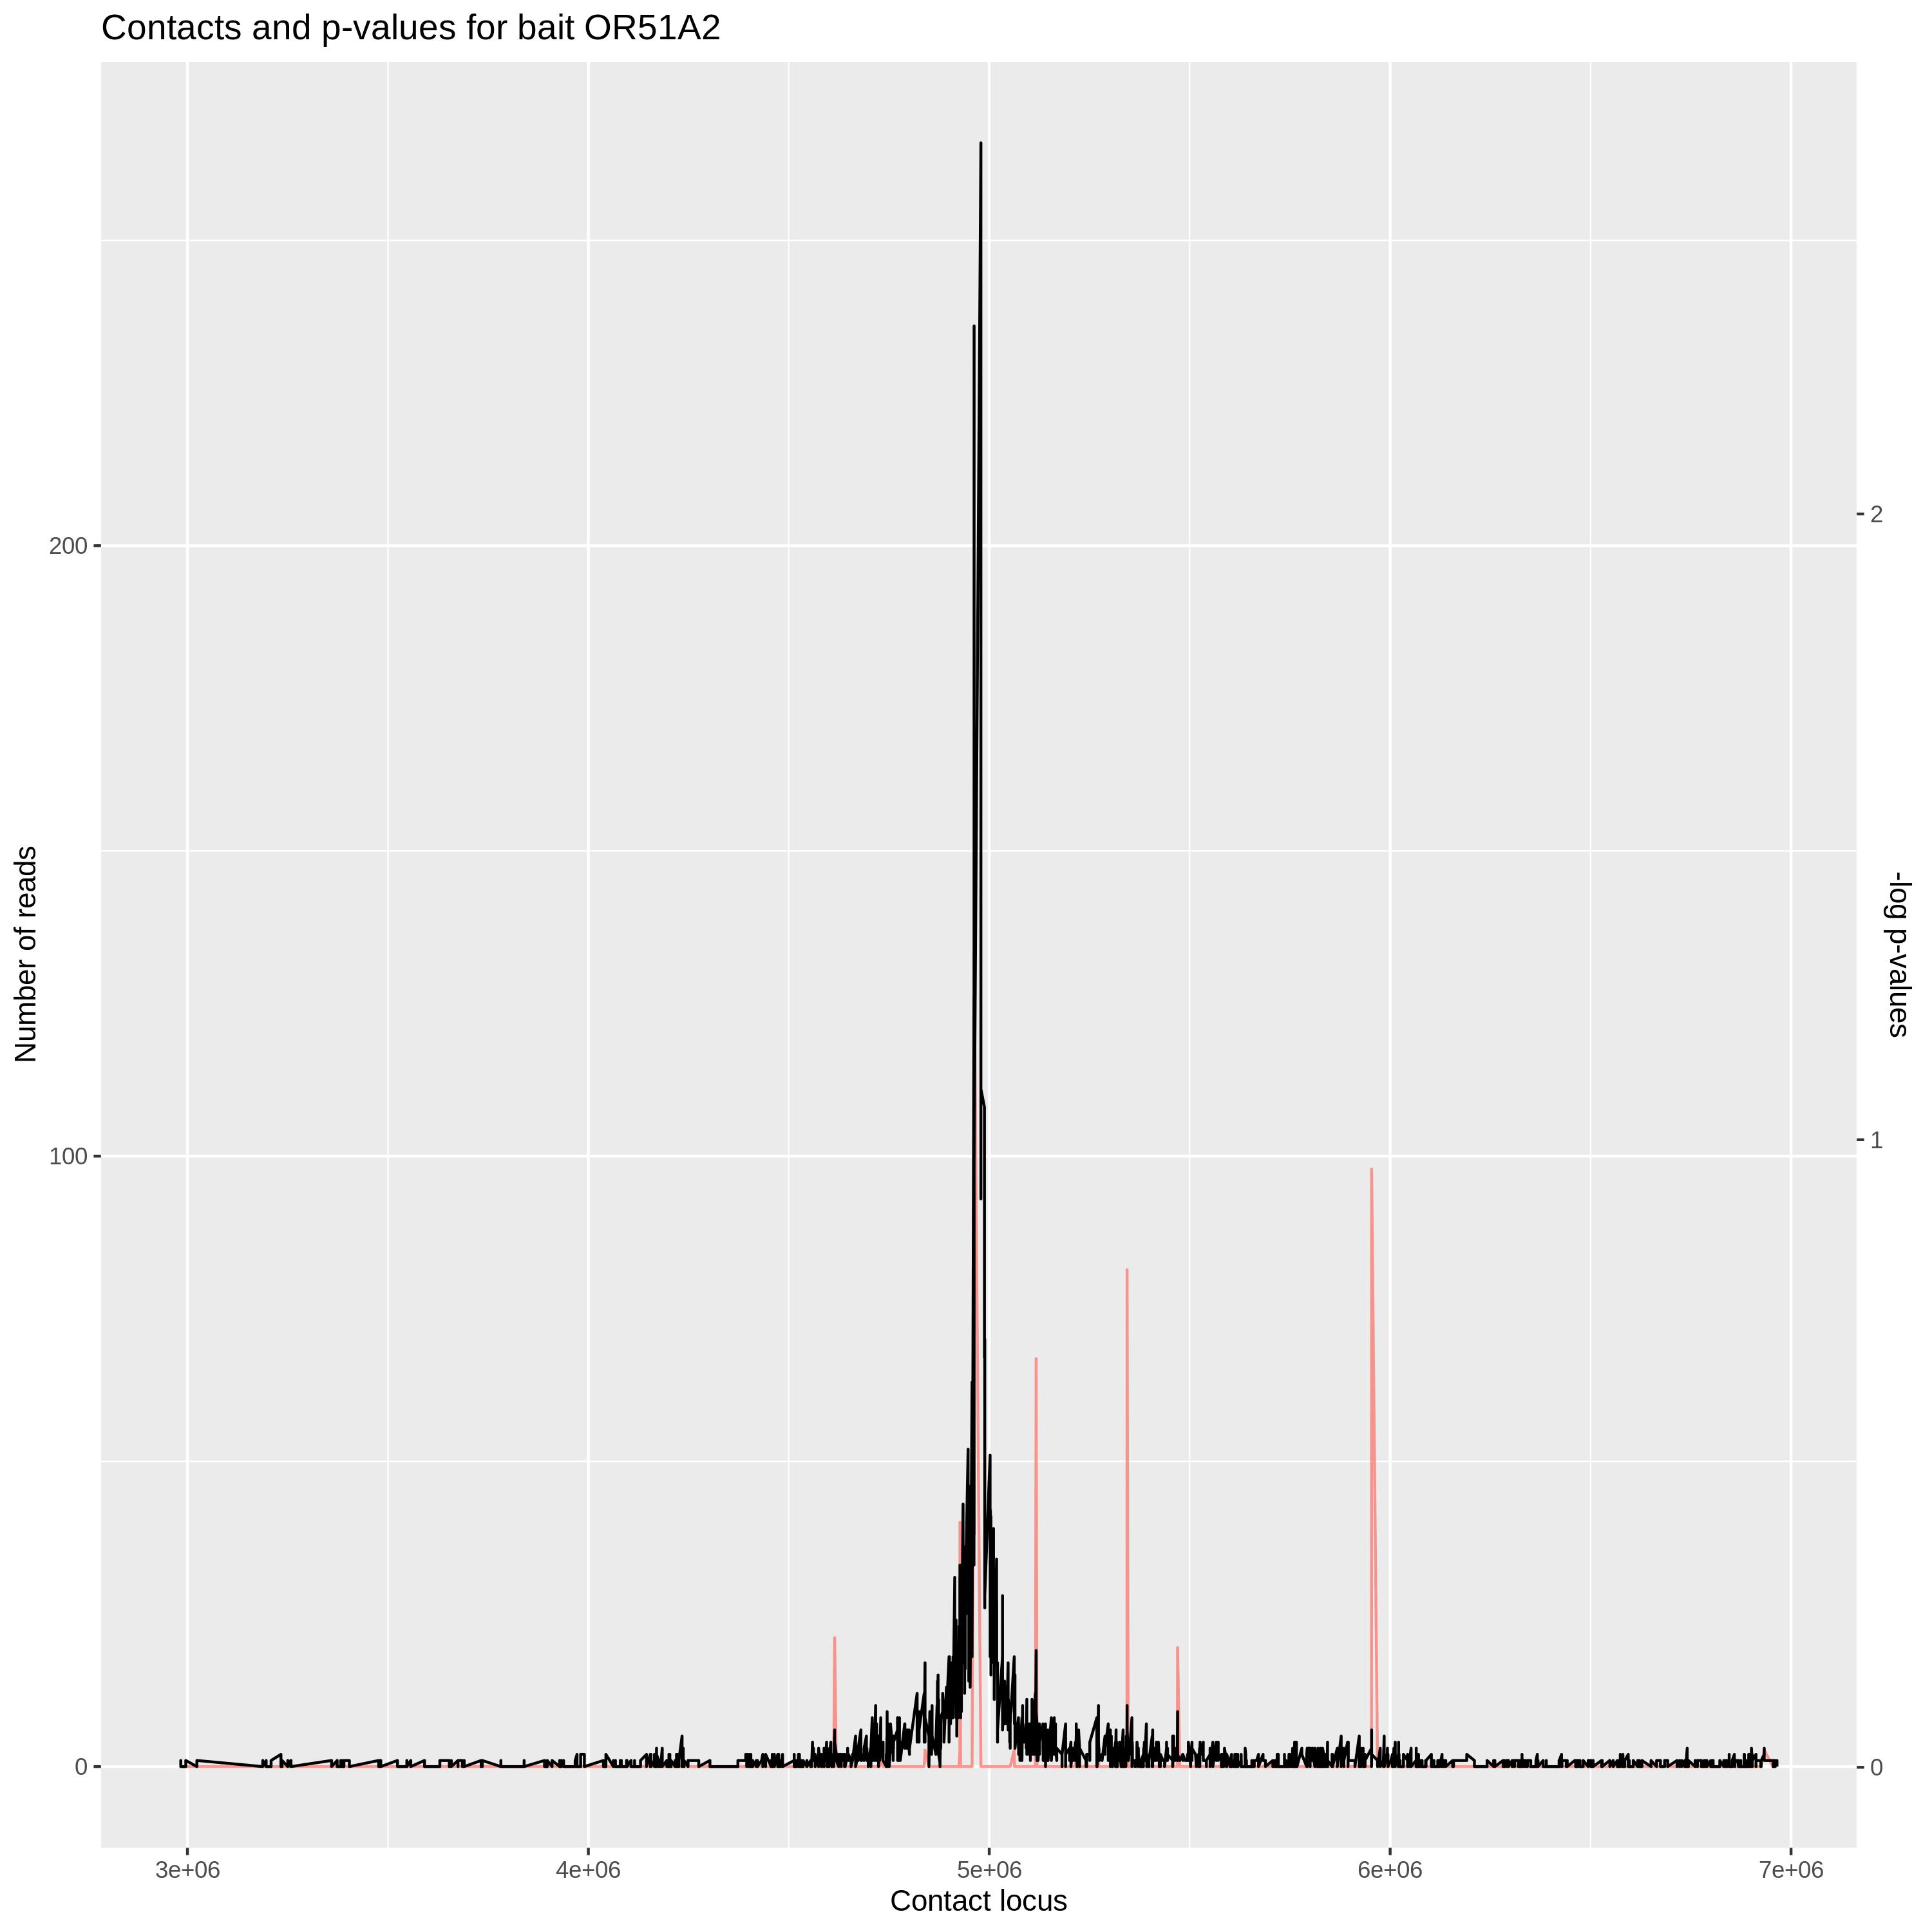 Contacts and p-values for bait OR51A2
Number of reads
200
100
0
2
1
0
-log p-values
3e+06
4e+06
5e+06
6e+06
7e+06
Contact locus